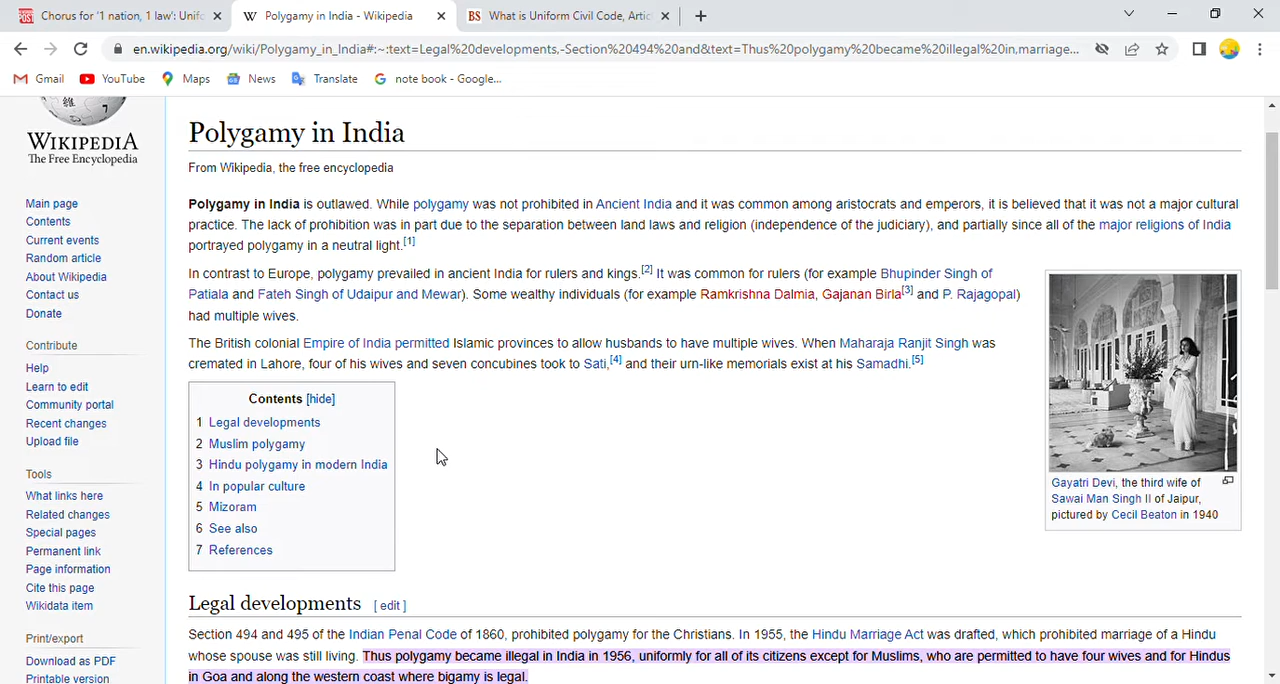 Chorus for '1 nation, 1 law': Unif
Polygamy in India - Wikipedia
BS What is Uniform Civil Code, Artic
en.wikipedia.org/wiki/Polygamy_in_India#:~:text=Legal%20developments,-Section%20494%20and&text=Thus%20polygamy%20became%20illegal%20in,marriage...
Gmail YouTube Maps News Translate note book - Google...
WIKIPEDIA
The Free Encyclopedia
Main page
Contents
Current events
Random article
About Wikipedia
Contact us
Donate
Contribute
Help
Learn to edit
Community portal
Recent changes
Upload file
Tools
What links here
Related changes
Special pages
Permanent link
Page information
Cite this page
Wikidata item
Print/export
Download as PDF
Printable version
Polygamy in India
From Wikipedia, the free encyclopedia
Polygamy in India is outlawed. While polygamy was not prohibited in Ancient India and it was common among aristocrats and emperors, it is believed that it was not a major cultural
practice. The lack of prohibition was in part due to the separation between land laws and religion (independence of the judiciary), and partially since all of the major religions of India
portrayed polygamy in a neutral light.[1]
In contrast to Europe, polygamy prevailed in ancient India for rulers and kings.[2] It was common for rulers (for example Bhupinder Singh of
Patiala and Fateh Singh of Udaipur and Mewar). Some wealthy individuals (for example Ramkrishna Dalmia, Gajanan Birla[3] and P. Rajagopal)
had multiple wives.
The British colonial Empire of India permitted Islamic provinces to allow husbands to have multiple wives. When Maharaja Ranjit Singh was
cremated in Lahore, four of his wives and seven concubines took to Sati,[4] and their urn-like memorials exist at his Samadhi.[5]
Gayatri Devi, the third wife of
Sawai Man Singh II of Jaipur,
pictured by Cecil Beaton in 1940
Contents [hide]
1 Legal developments
2 Muslim polygamy
3 Hindu polygamy in modern India
4 In popular culture
5 Mizoram
6 See also
7 References
Legal developments [ edit ]
Section 494 and 495 of the Indian Penal Code of 1860, prohibited polygamy for the Christians. In 1955, the Hindu Marriage Act was drafted, which prohibited marriage of a Hindu
whose spouse was still living. Thus polygamy became illegal in India in 1956, uniformly for all of its citizens except for Muslims, who are permitted to have four wives and for Hindus
in Goa and along the western coast where bigamy is legal.